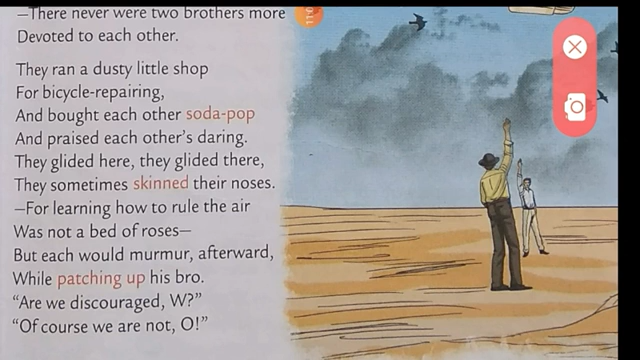 —There never were two brothers more
Devoted to each other.
They ran a dusty little shop
For bicycle-repairing,
And bought each other soda-pop
And praised each other's daring.
They glided here, they glided there,
They sometimes skinned their noses.
—For learning how to rule the air
Was not a bed of roses—
But each would murmur, afterward,
While patching up his bro.
“Are we discouraged, W?”
“Of course we are not, O!”